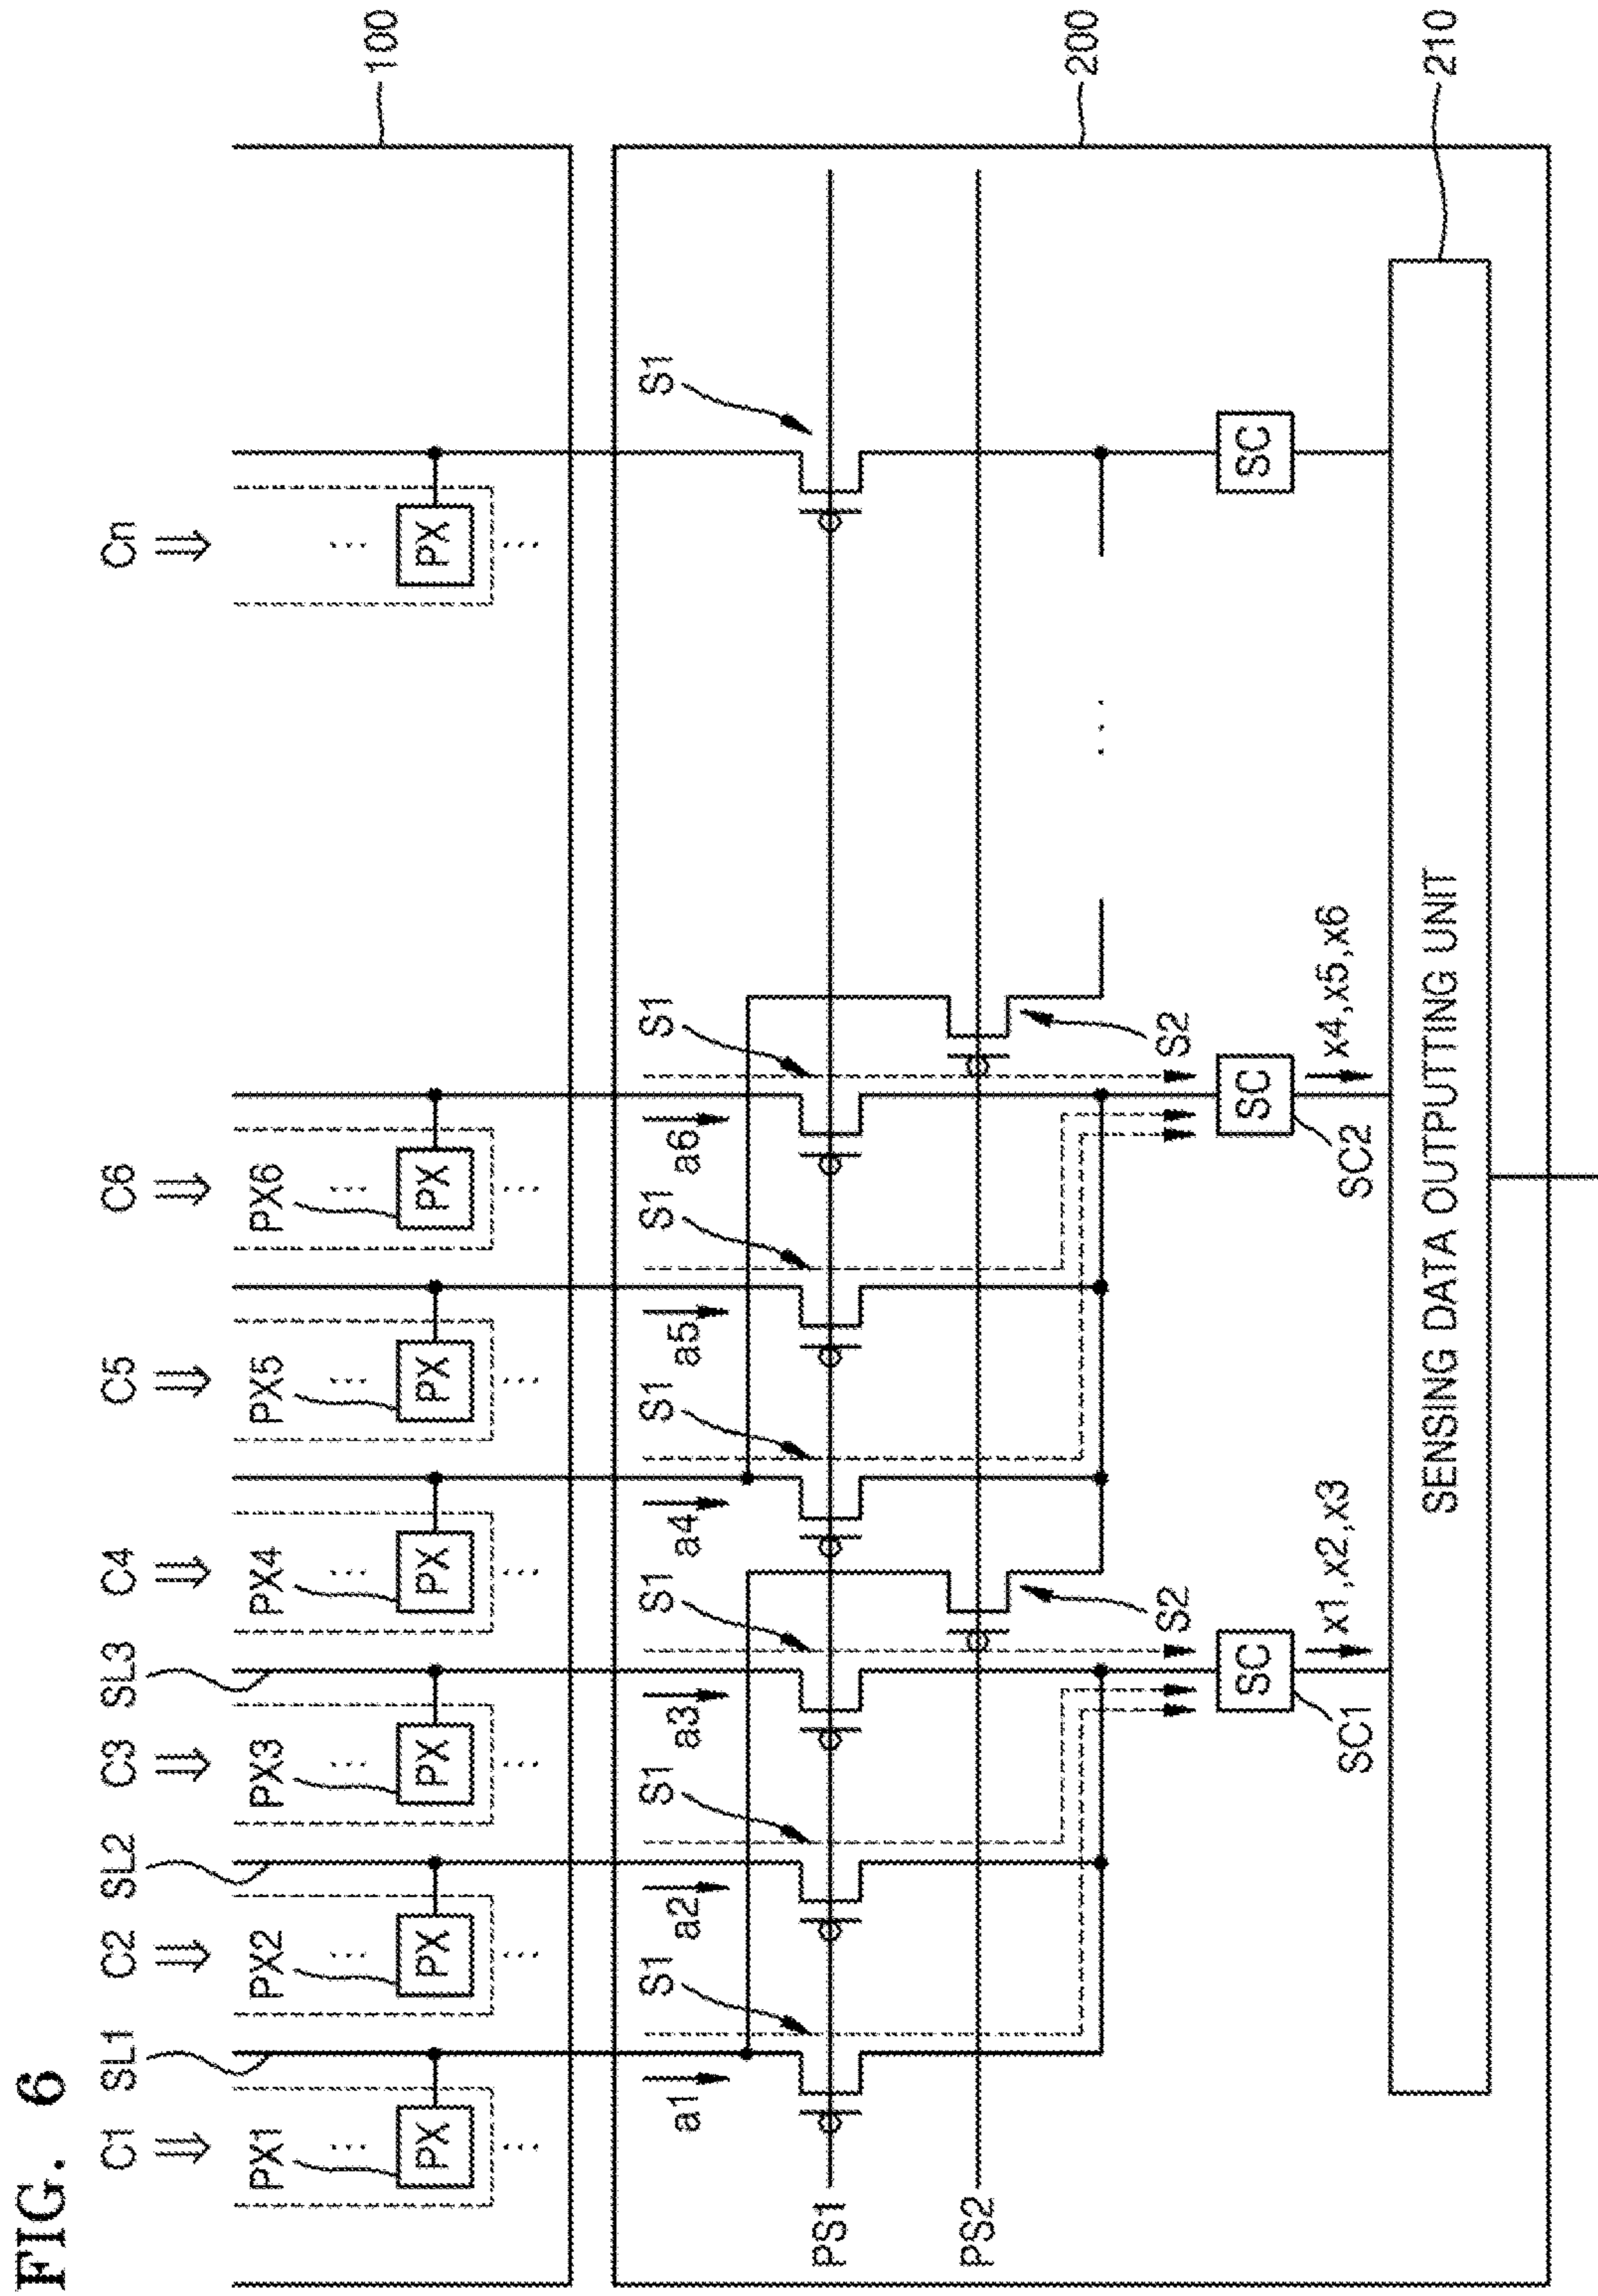 FIG. 6
C1 C2 C3 C4 C5 C6 Cn
SL1 SL2 SL3
PX1 PX2 PX3 PX4 PX5 PX6
PX PX PX PX PX PX PX
100
S1 S1 S1 S1 S1 S1 S1
a1 a2 a3 a4 a5 a6
PS1
PS2
200
S2 S2
SC SC SC
SC1 SC2
x1,x2,x3 x4,x5,x6
SENSING DATA OUTPUTTING UNIT
210